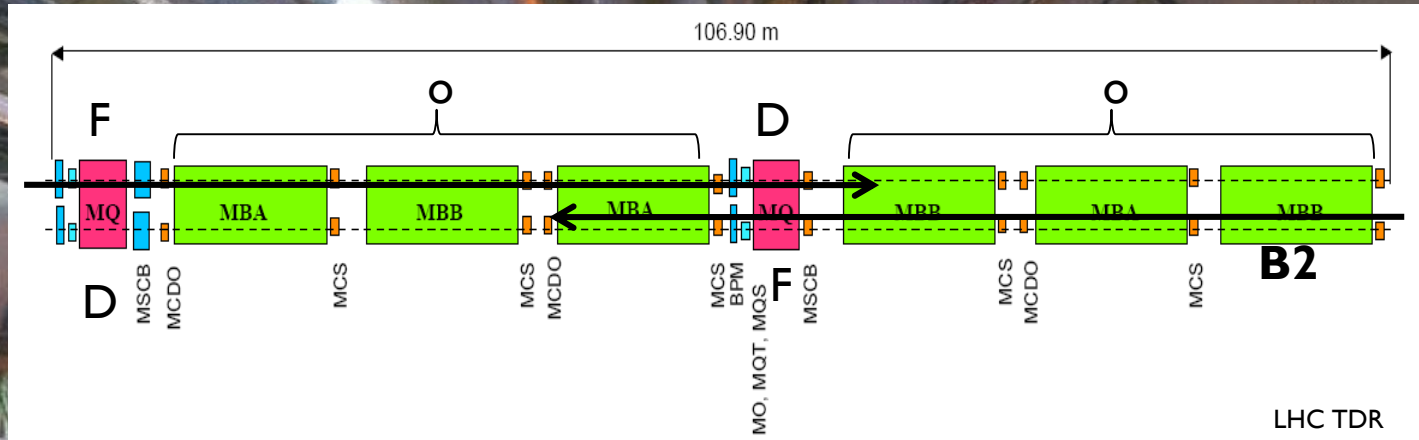 106.90 m
O O
F D
MQ MBA MBB MBA MQ MBB MBA MBB
B2
D F
MSCB MCDO MCS MCS MCDO MCS BPM MO, MQT, MQS MSCB MCS MCDO MCS
LHC TDR